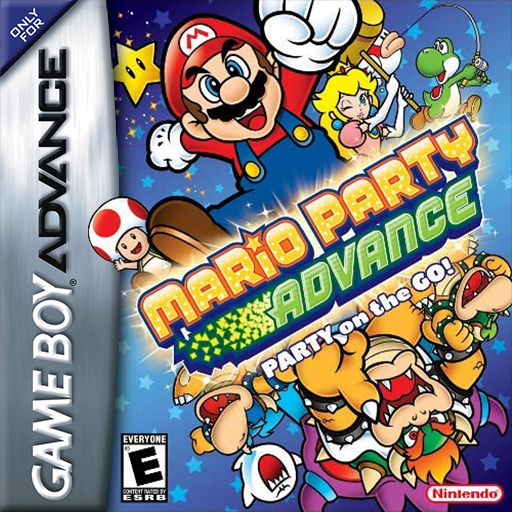 ONLY
FOR
GAME BOY ADVANCE
M
MARIO PARTY
ADVANCE
PARTY on the GO!
EVERYONE
E
CONTENT RATED BY
ESRB
Nintendo